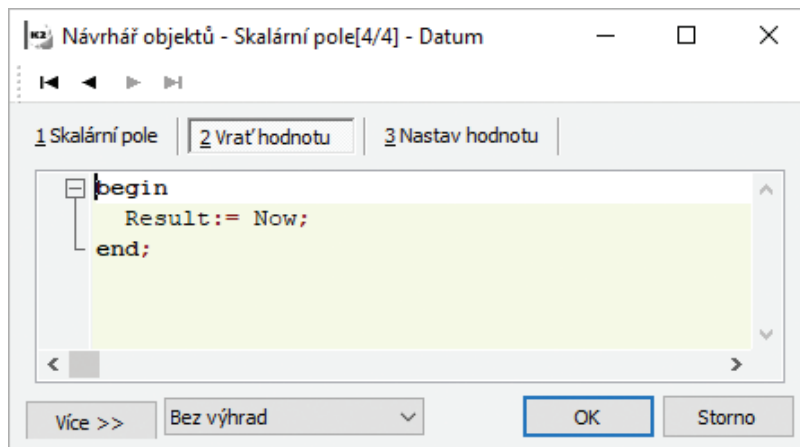 K2 Návrhář objektů - Skalární pole[4/4] - Datum
1 Skalární pole 2 Vrať hodnotu 3 Nastav hodnotu
begin
Result:= Now;
end;
Více >> Bez výhrad OK Storno